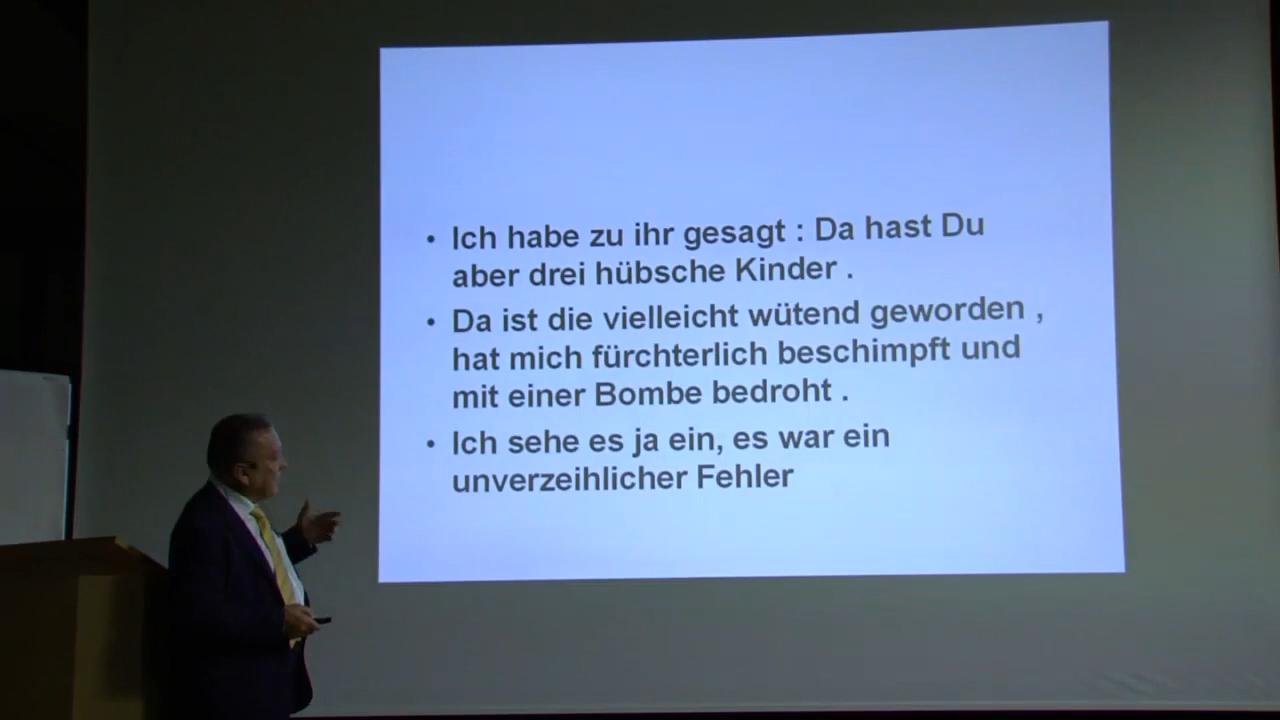 • Ich habe zu ihr gesagt : Da hast Du
aber drei hübsche Kinder .
• Da ist die vielleicht wütend geworden ,
hat mich fürchterlich beschimpft und
mit einer Bombe bedroht .
• Ich sehe es ja ein, es war ein
unverzeihlicher Fehler